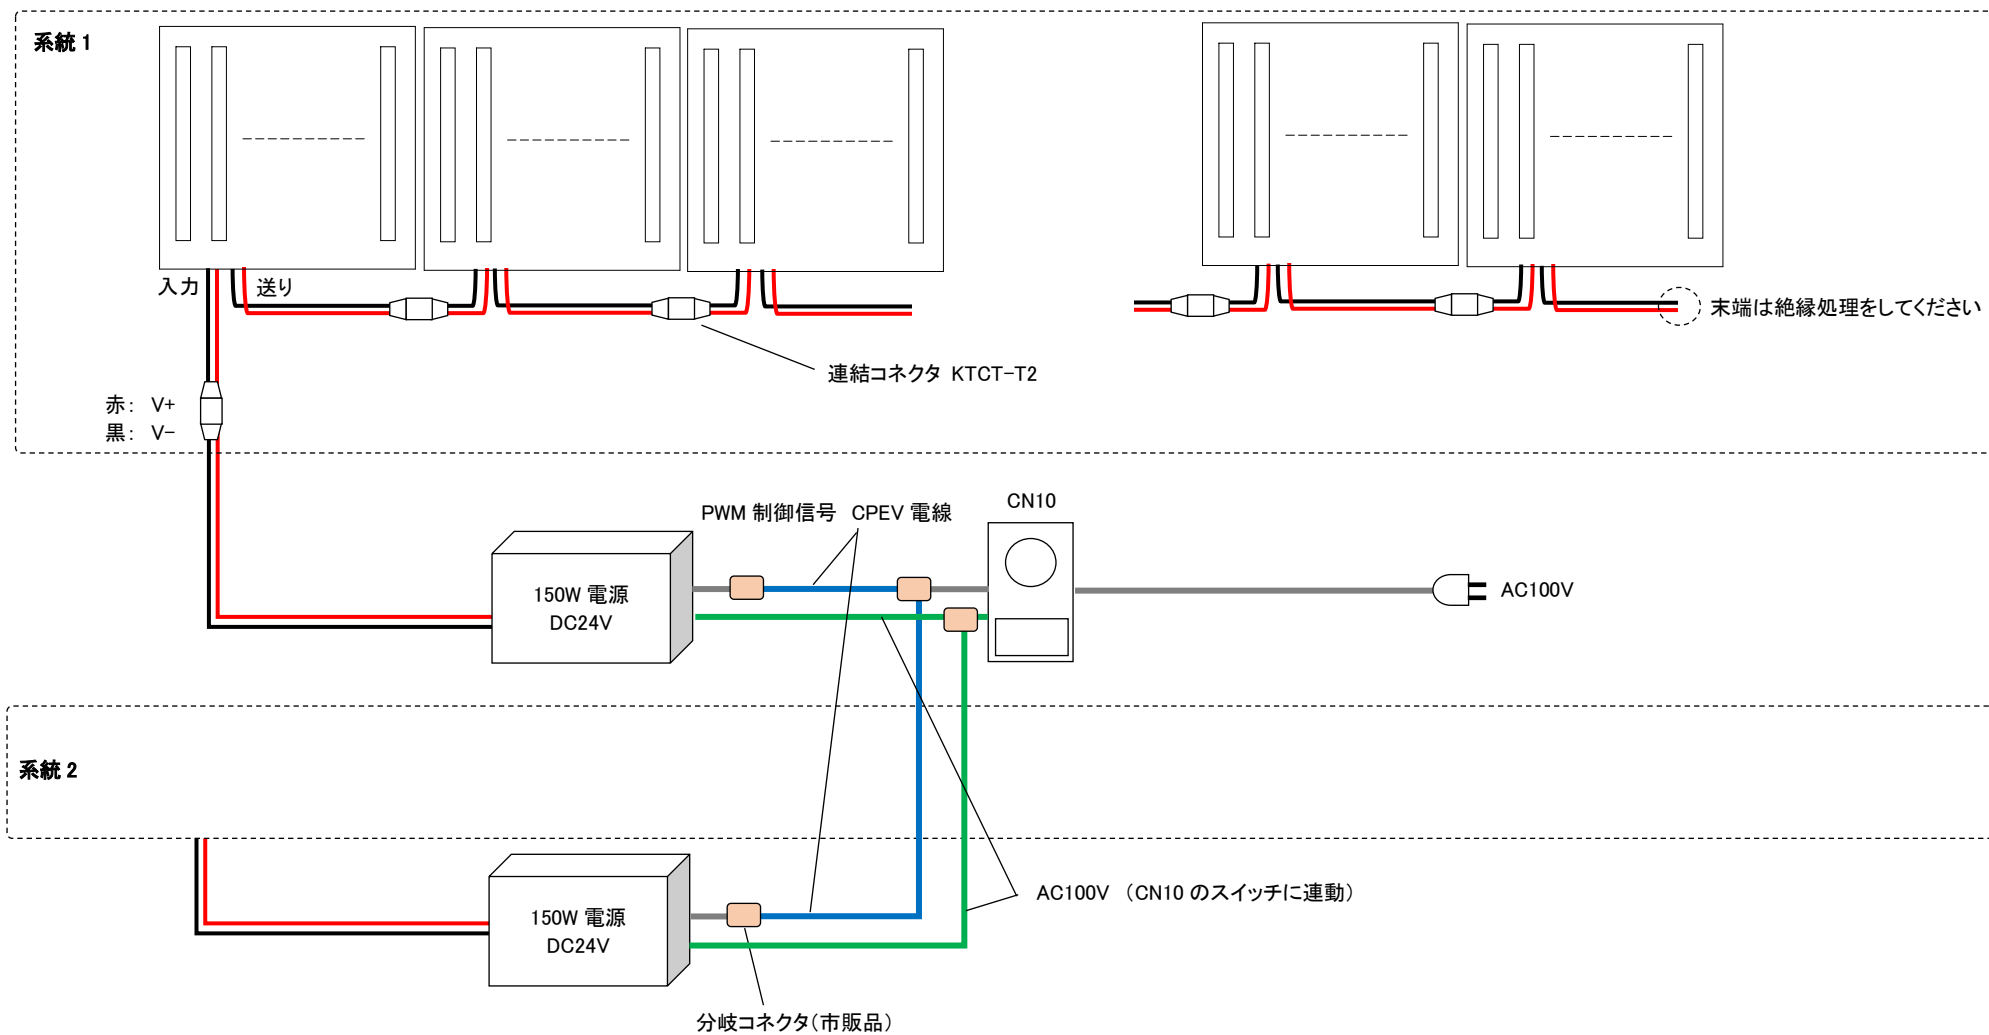 系統 1
入力
送り
末端は絶縁処理をしてください
連結コネクタ KTCT-T2
赤: V+
黒: V-
PWM 制御信号 CPEV 電線
CN10
150W 電源
DC24V
AC100V
系統 2
AC100V (CN10 のスイッチに連動)
150W 電源
DC24V
分岐コネクタ(市販品)